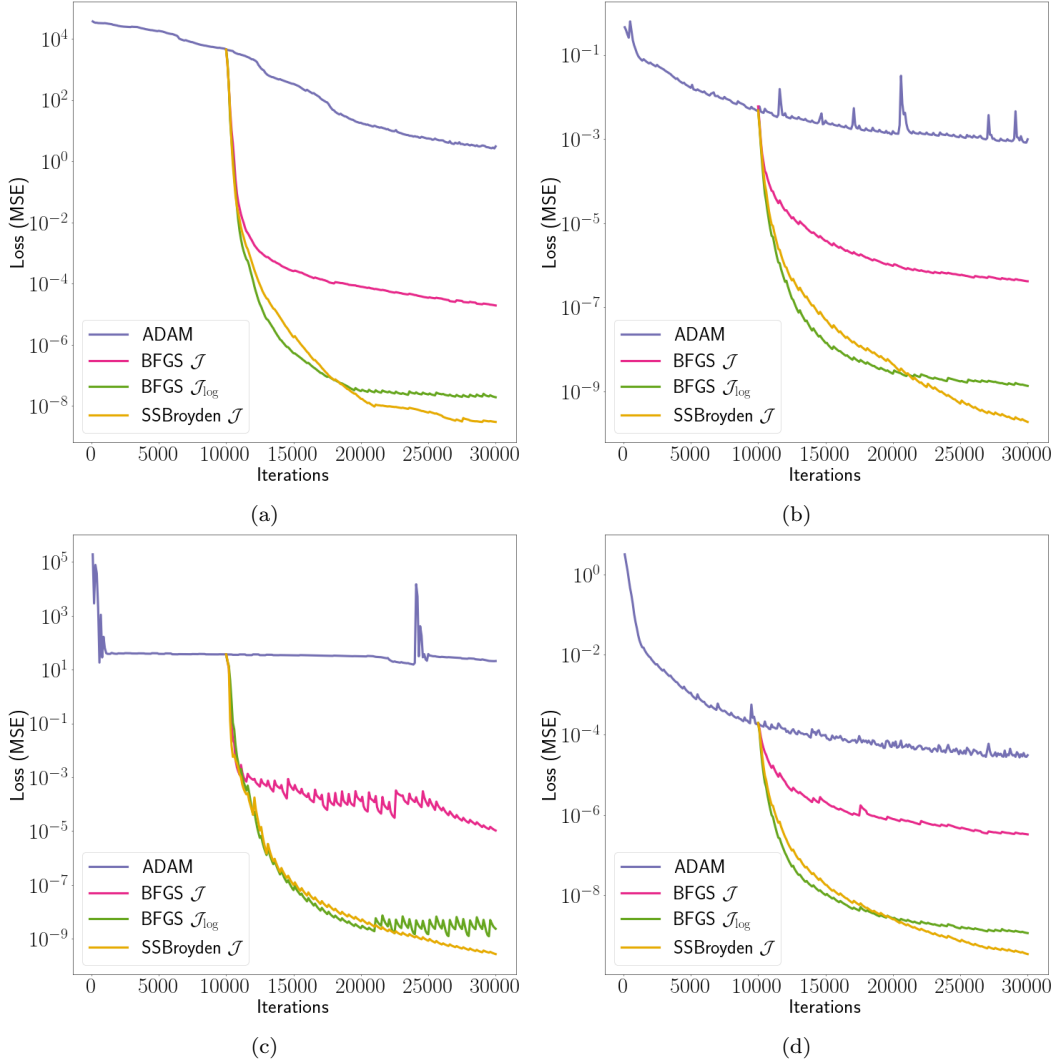 10^4
10^2
10^0
10^{-2}
10^{-4}
10^{-6}
10^{-8}
Loss (MSE)
ADAM
BFGS 𝒥
BFGS 𝒥_log
SSBroyden 𝒥
0 5000 10000 15000 20000 25000 30000
Iterations
(a)
10^{-1}
10^{-3}
10^{-5}
10^{-7}
10^{-9}
Loss (MSE)
ADAM
BFGS 𝒥
BFGS 𝒥_log
SSBroyden 𝒥
0 5000 10000 15000 20000 25000 30000
Iterations
(b)
10^5
10^3
10^1
10^{-1}
10^{-3}
10^{-5}
10^{-7}
10^{-9}
Loss (MSE)
ADAM
BFGS 𝒥
BFGS 𝒥_log
SSBroyden 𝒥
0 5000 10000 15000 20000 25000 30000
Iterations
(c)
10^0
10^{-2}
10^{-4}
10^{-6}
10^{-8}
Loss (MSE)
ADAM
BFGS 𝒥
BFGS 𝒥_log
SSBroyden 𝒥
0 5000 10000 15000 20000 25000 30000
Iterations
(d)